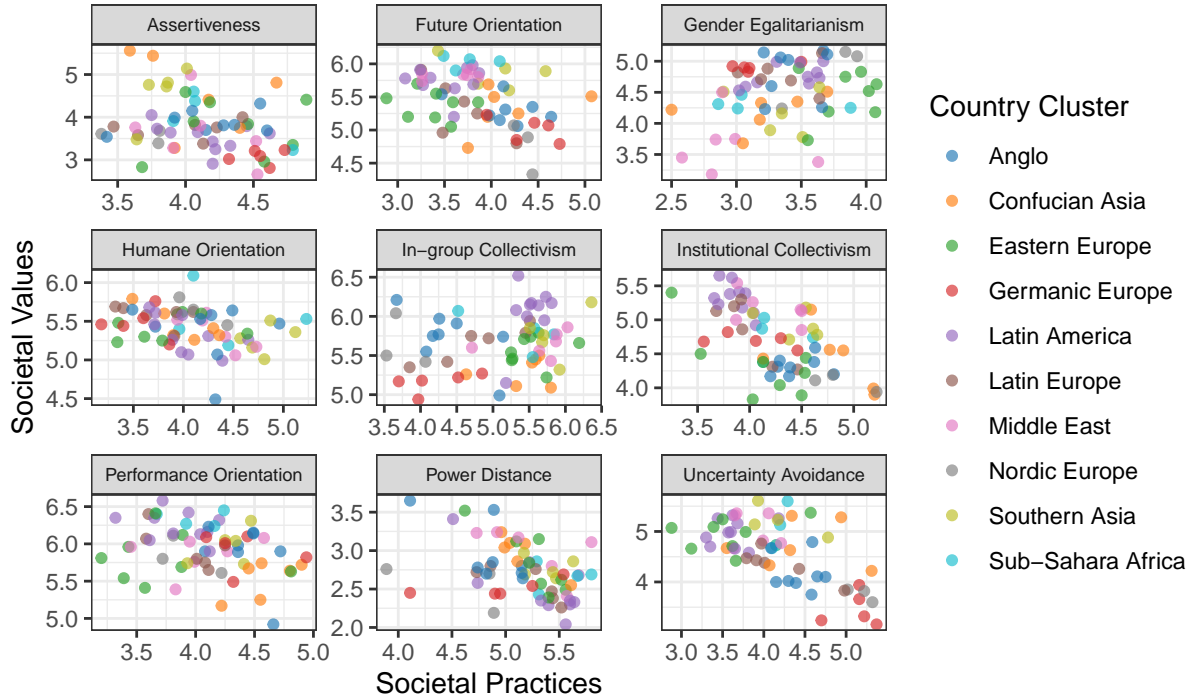 Assertiveness Future Orientation Gender Egalitarianism
5
4
3
3.5 4.0 4.5
6.0
5.5
5.0
4.5
3.0 3.5 4.0 4.5 5.0
5.0
4.5
4.0
3.5
2.5 3.0 3.5 4.0
Humane Orientation In-group Collectivism Institutional Collectivism
6.0
5.5
5.0
4.5
3.5 4.0 4.5 5.0
6.5
6.0
5.5
5.0
3.5 4.0 4.5 5.0 5.5 6.0 6.5
5.5
5.0
4.5
4.0
3.5 4.0 4.5 5.0
Performance Orientation Power Distance Uncertainty Avoidance
6.5
6.0
5.5
5.0
3.5 4.0 4.5 5.0
3.5
3.0
2.5
2.0
4.0 4.5 5.0 5.5
5
4
3.0 3.5 4.0 4.5 5.0
Societal Values
Societal Practices
Country Cluster
Anglo
Confucian Asia
Eastern Europe
Germanic Europe
Latin America
Latin Europe
Middle East
Nordic Europe
Southern Asia
Sub−Sahara Africa